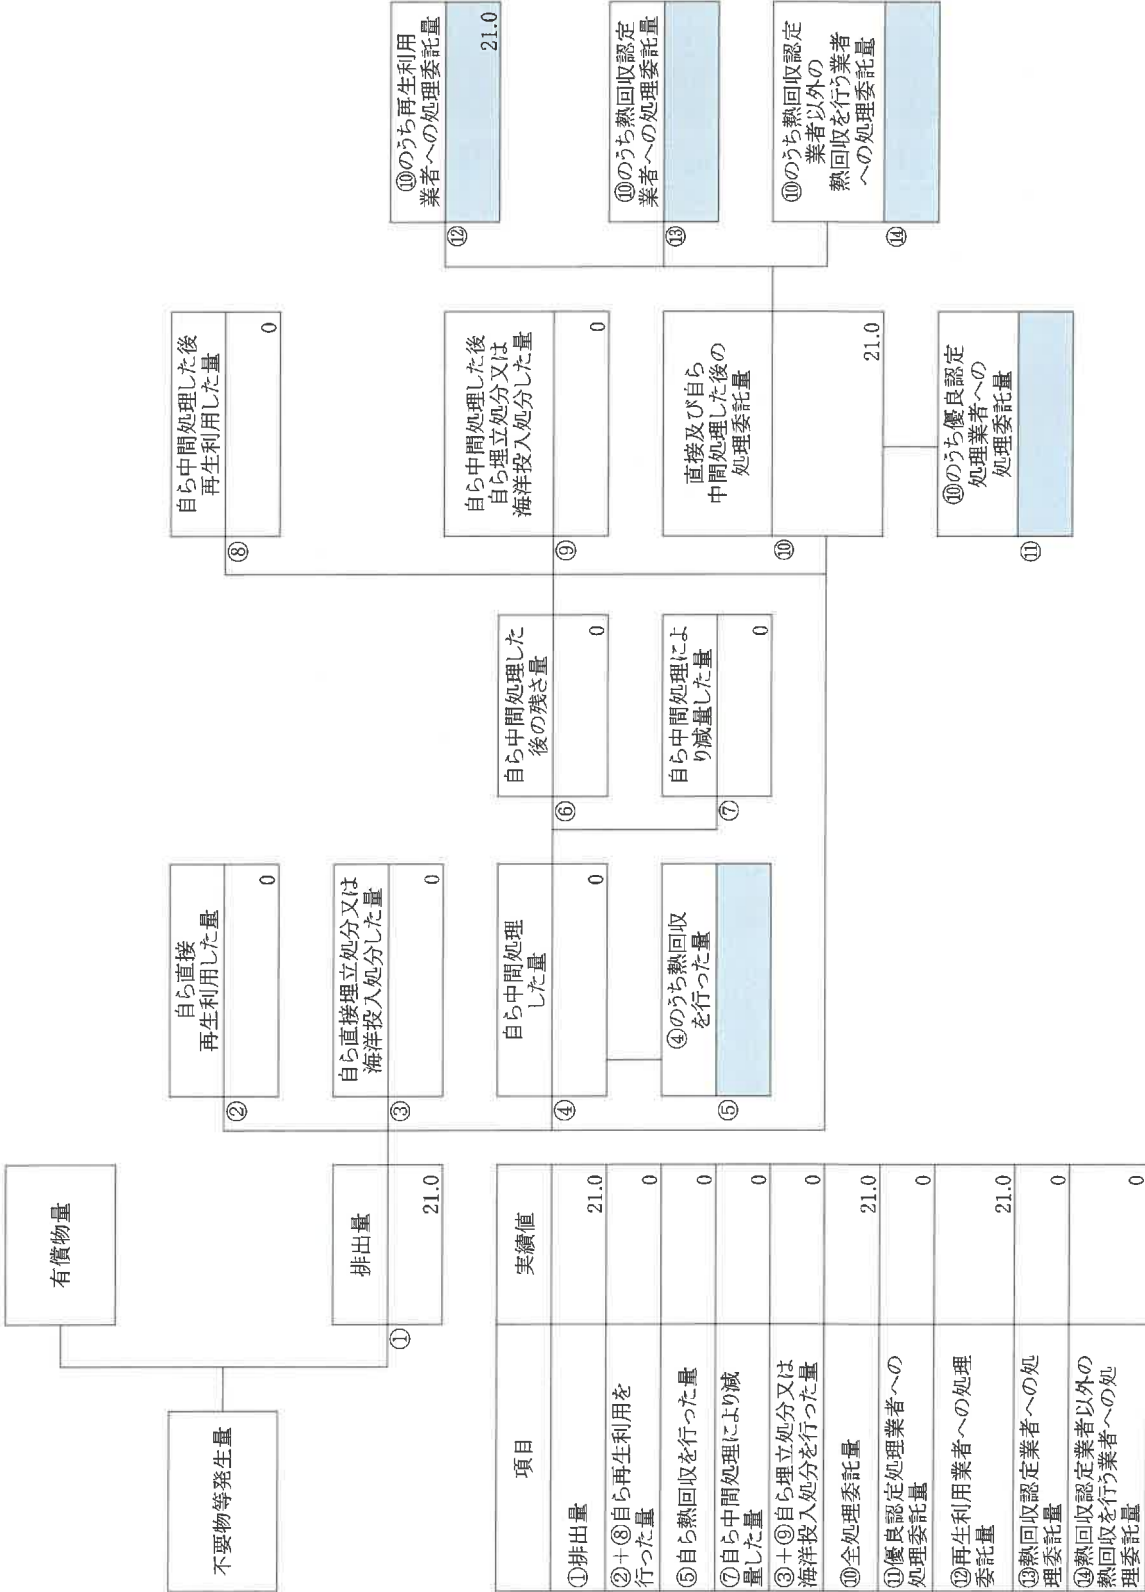 不要物等発生量
有償物量
排出量
①
21.0
自ら直接
再生利用した量
②
0
自ら直接埋立処分又は
海洋投入処分した量
③
0
自ら中間処理
した量
④
0
④のうち熱回収
を行った量
⑤
自ら中間処理した
後の残さ量
⑥
0
自ら中間処理によ
り減量した量
⑦
0
自ら中間処理した後
再生利用した量
⑧
0
自ら中間処理した後
自ら埋立処分又は
海洋投入処分した量
⑨
0
直接及び自ら
中間処理した後の
処理委託量
⑩
21.0
⑩のうち優良認定
処理業者への
処理委託量
⑪
⑩のうち再生利用
業者への処理委託量
⑫
21.0
⑩のうち熱回収認定
業者への処理委託量
⑬
⑩のうち熱回収認定
業者以外の
熱回収を行う業者
への処理委託量
⑭
項目 実績値
①排出量 21.0
②+⑧自ら再生利用を
行った量 0
⑤自ら熱回収を行った量 0
⑦自ら中間処理により減
量した量 0
③+⑨自ら埋立処分又は
海洋投入処分を行った量 0
⑩全処理委託量 21.0
⑪優良認定処理業者への
処理委託量 0
⑫再生利用業者への処理
委託量 21.0
⑬熱回収認定業者への処
理委託量 0
⑭熱回収認定業者以外の
熱回収を行う業者への処
理委託量 0